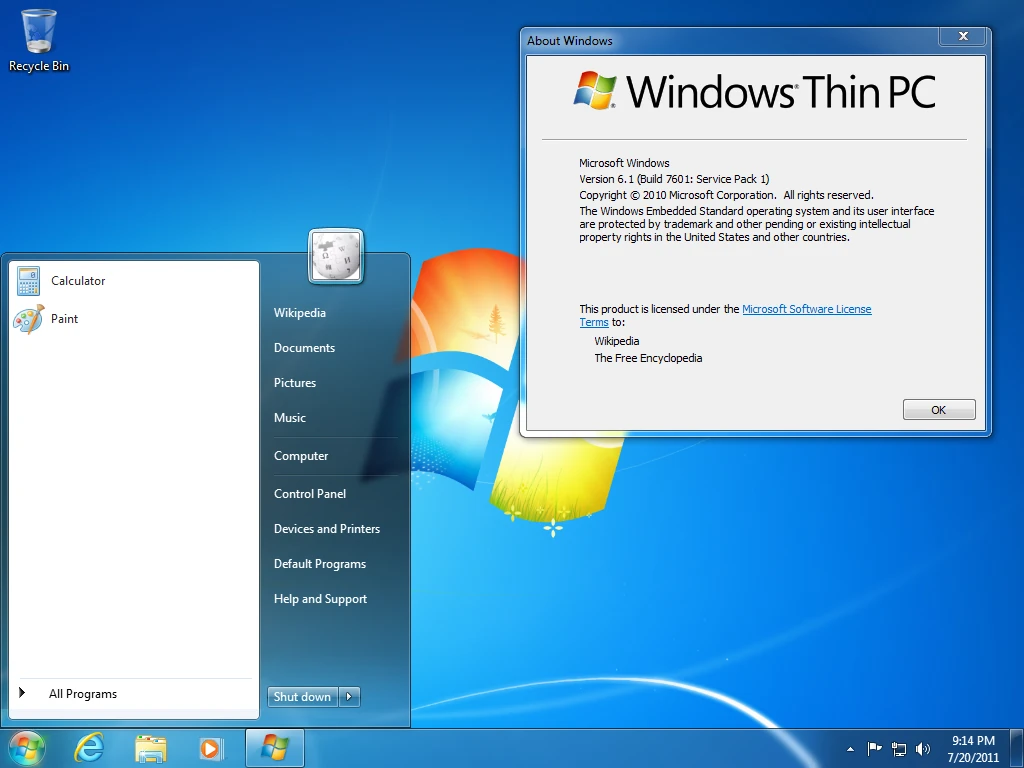 Recycle Bin
About Windows
Windows Thin PC
Microsoft Windows
Version 6.1 (Build 7601: Service Pack 1)
Copyright © 2010 Microsoft Corporation. All rights reserved.
The Windows Embedded Standard operating system and its user interface
are protected by trademark and other pending or existing intellectual
property rights in the United States and other countries.
This product is licensed under the Microsoft Software License
Terms to:
Wikipedia
The Free Encyclopedia
OK
Calculator
Paint
All Programs
Wikipedia
Documents
Pictures
Music
Computer
Control Panel
Devices and Printers
Default Programs
Help and Support
Shut down
9:14 PM
7/20/2011